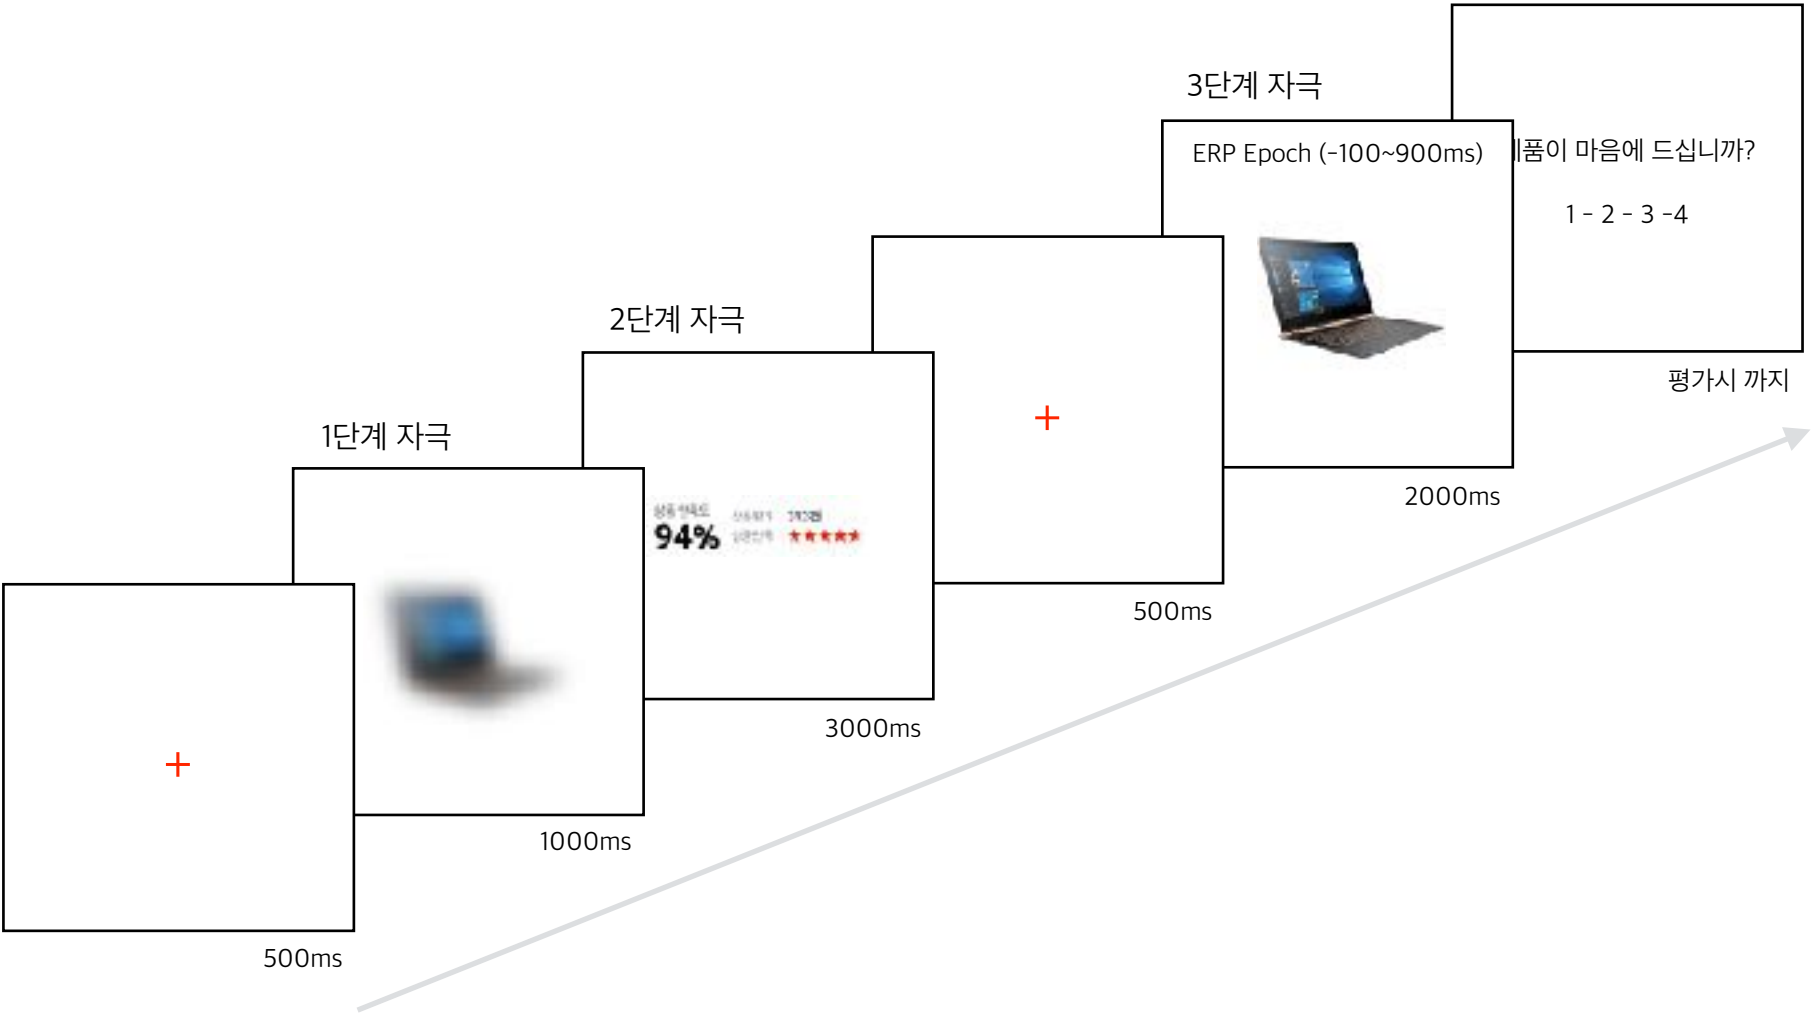 3단계 자극
ERP Epoch (-100~900ms)
품이 마음에 드십니까?
1 - 2 - 3 -4
평가시 까지
2000ms
2단계 자극
94%
500ms
3000ms
1단계 자극
1000ms
500ms